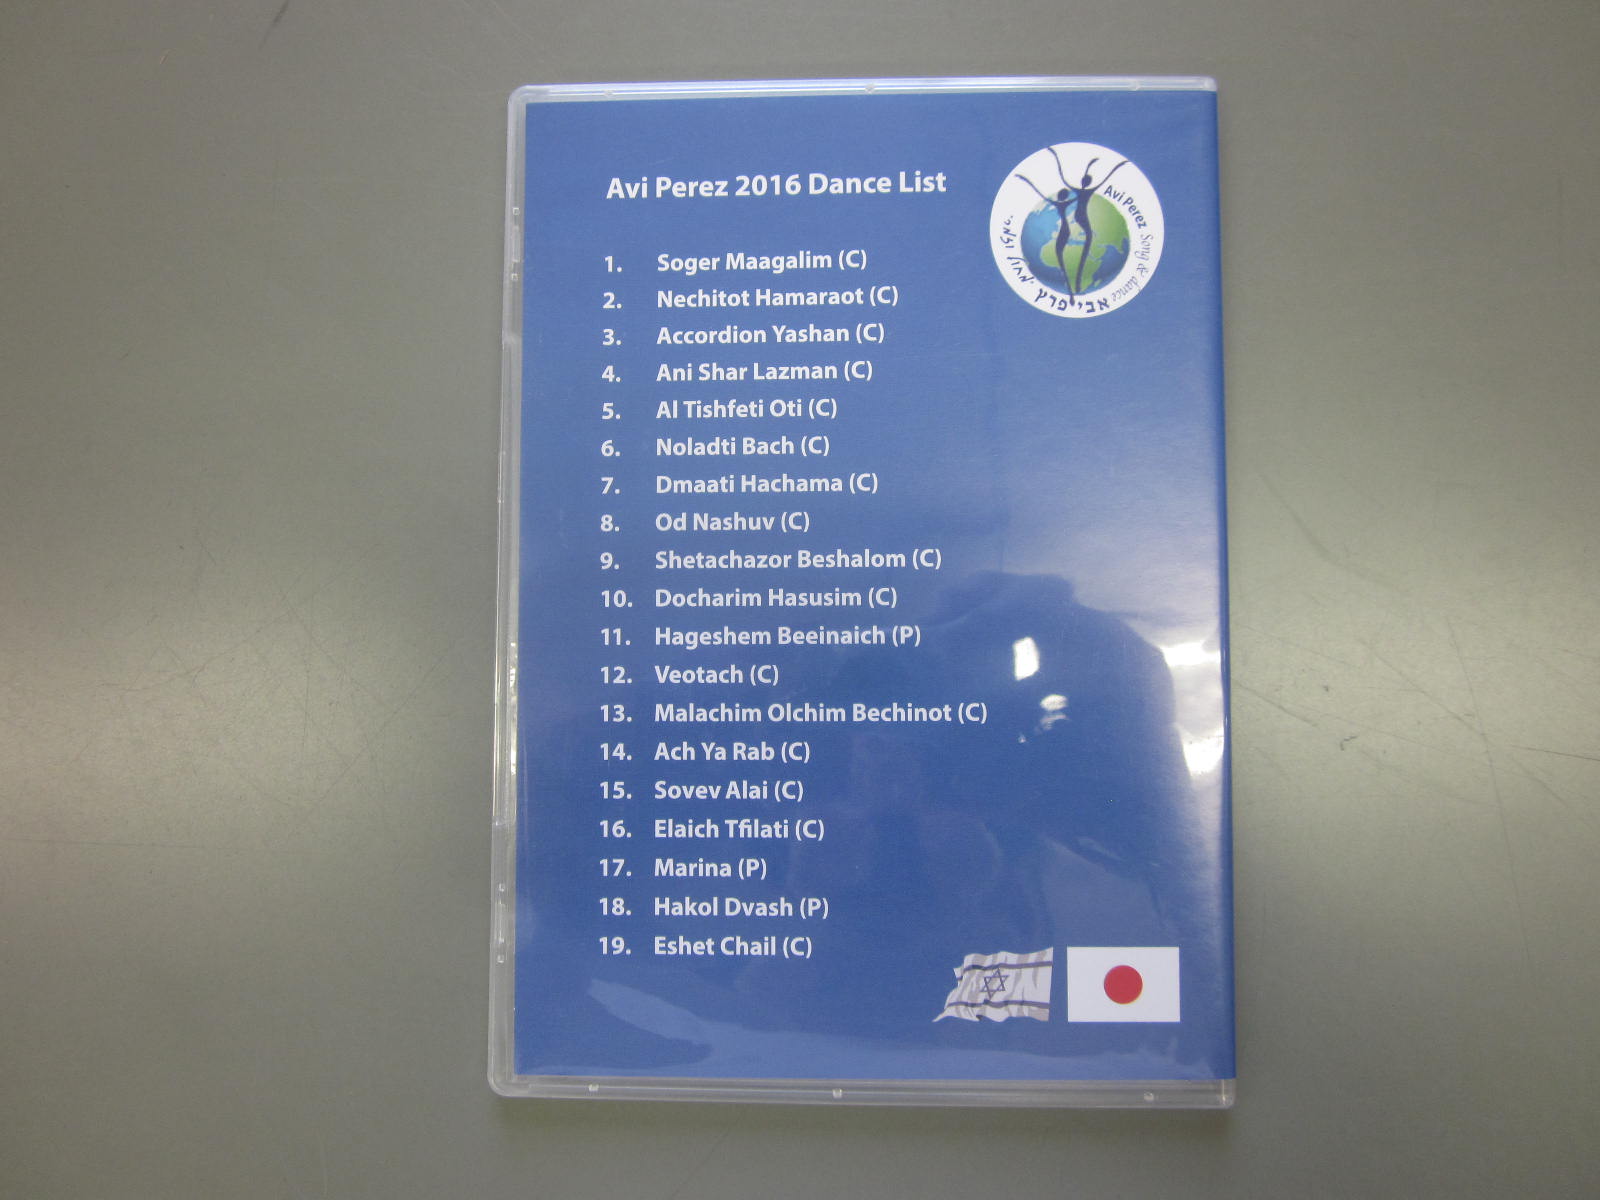 Avi Perez 2016 Dance List
Avi Perez Song & dance
אבי פרץ
1. Soger Maagalim (C)
2. Nechitot Hamaraot (C)
3. Accordion Yashan (C)
4. Ani Shar Lazman (C)
5. Al Tishfeti Oti (C)
6. Noladti Bach (C)
7. Dmaati Hachama (C)
8. Od Nashuv (C)
9. Shetachazor Beshalom (C)
10. Docharim Hasusim (C)
11. Hageshem Beeinaich (P)
12. Veotach (C)
13. Malachim Olchim Bechinot (C)
14. Ach Ya Rab (C)
15. Sovev Alai (C)
16. Elaich Tfilati (C)
17. Marina (P)
18. Hakol Dvash (P)
19. Eshet Chail (C)